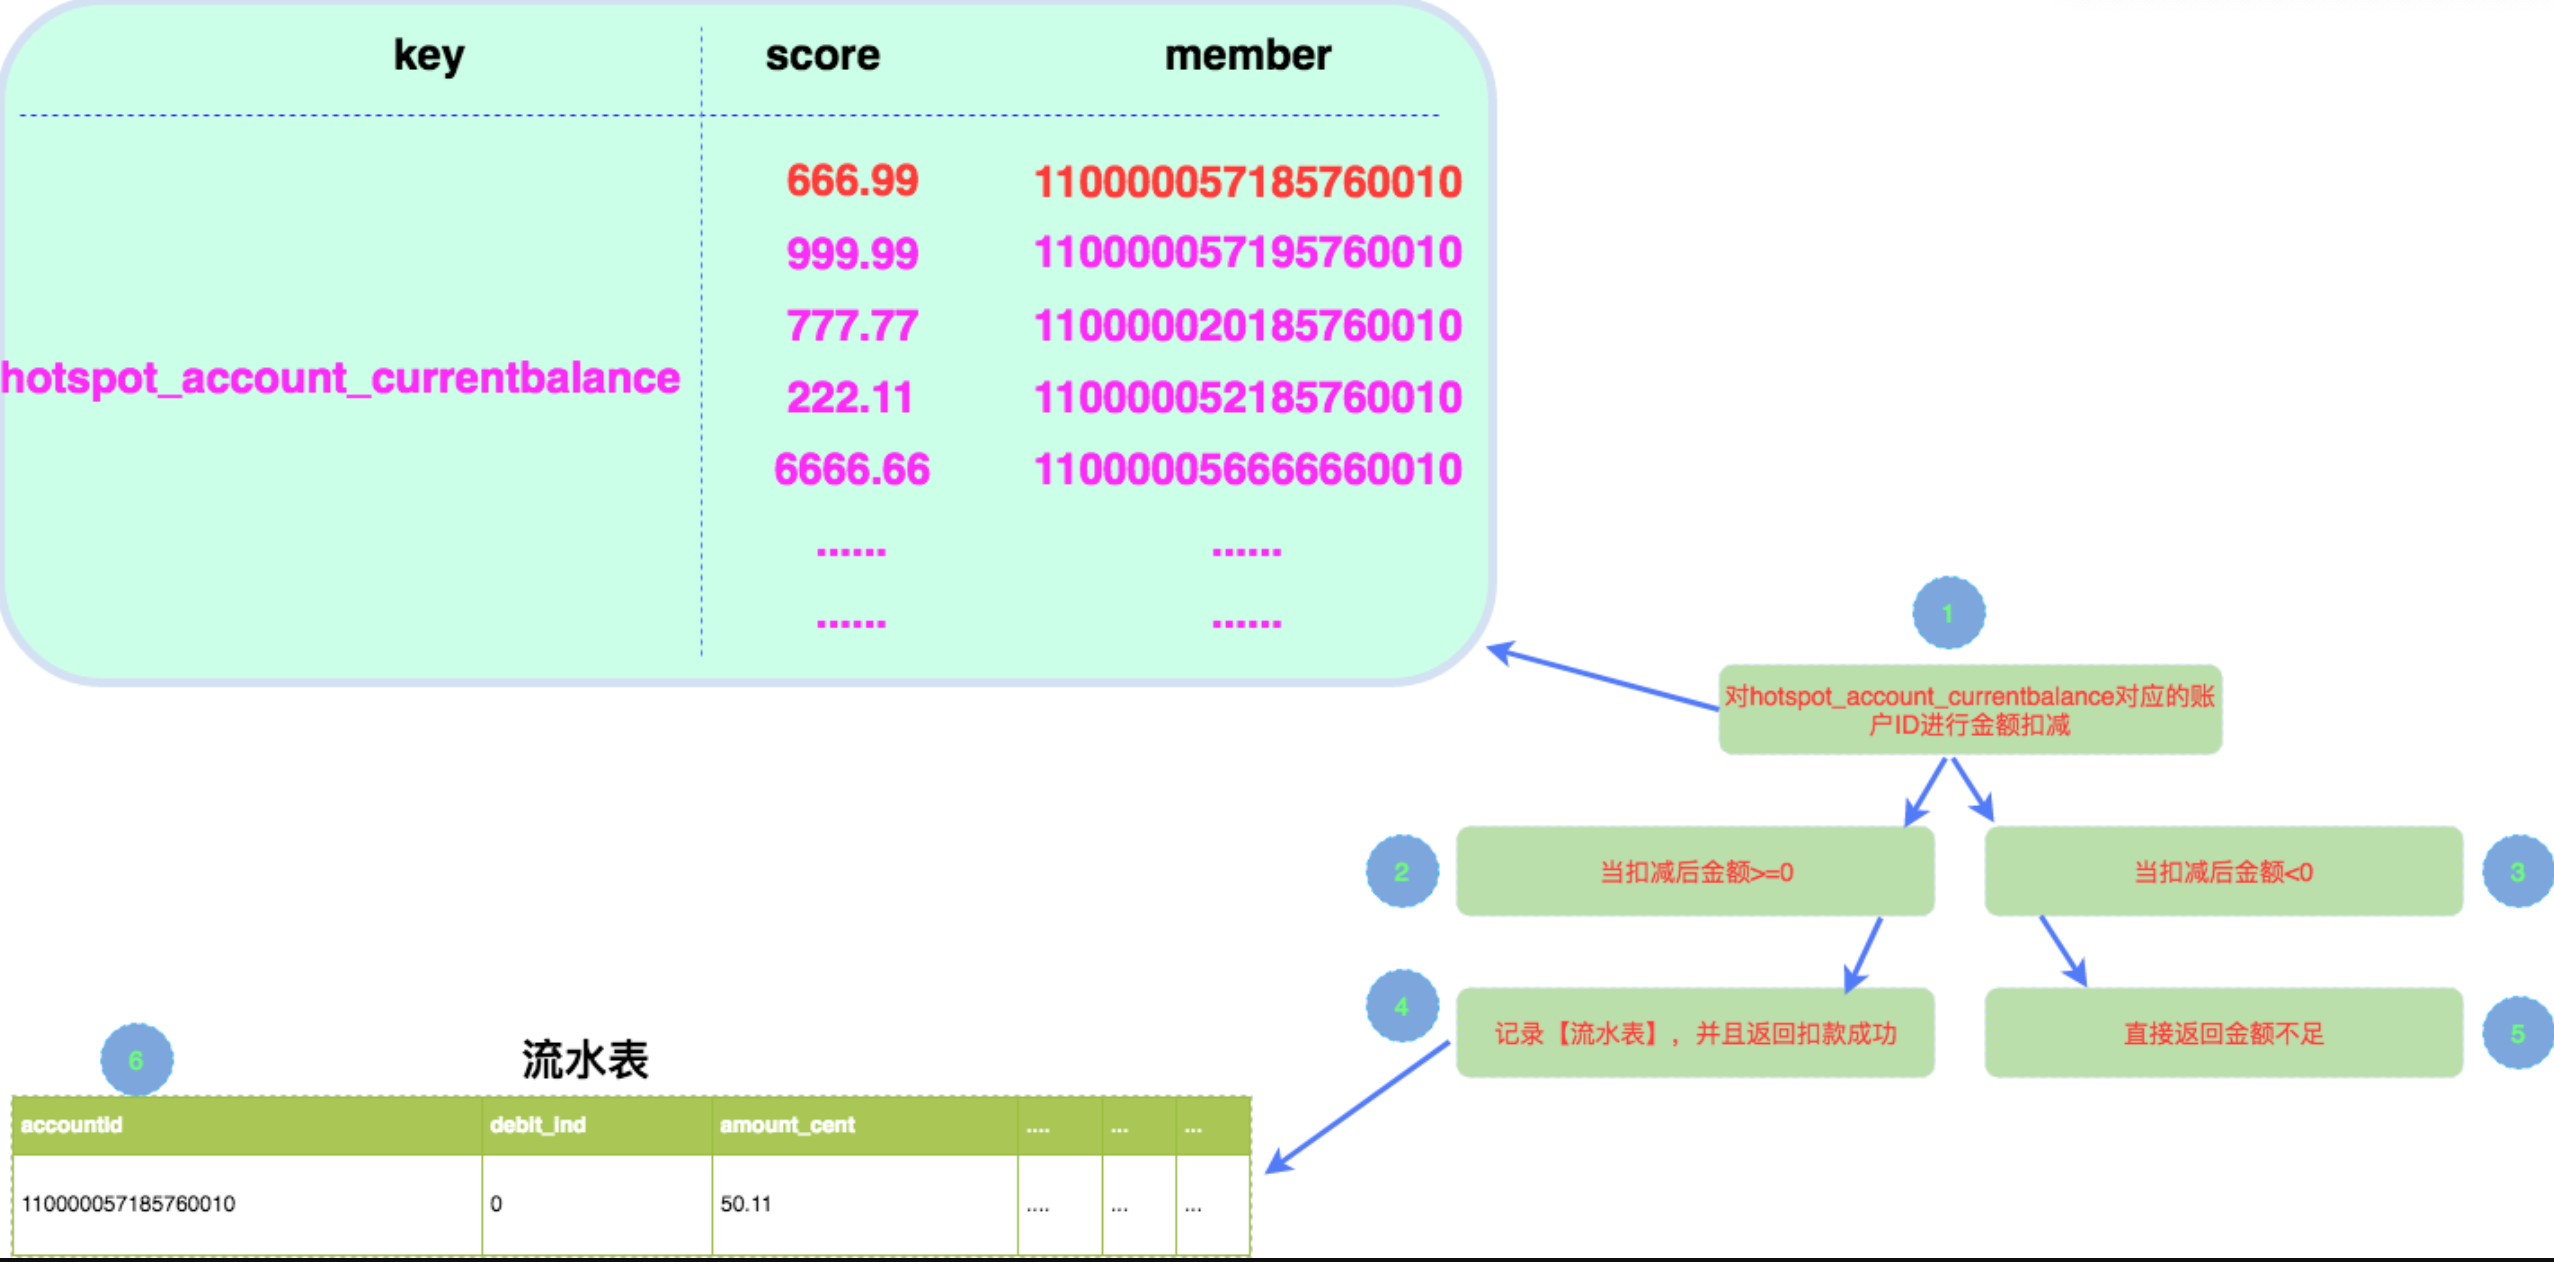 key score member
666.99 110000057185760010
999.99 110000057195760010
777.77 110000020185760010
hotspot_account_currentbalance
222.11 110000052185760010
6666.66 110000056666660010
...... ......
...... ......
1
对hotspot_account_currentbalance对应的账
户ID进行金额扣减
2
当扣减后金额>=0
当扣减后金额<0
3
4
记录【流水表】，并且返回扣款成功
直接返回金额不足
5
6
流水表
accountId debit_ind amount_cent .... ... ...
110000057185760010 0 50.11 .... ... ...